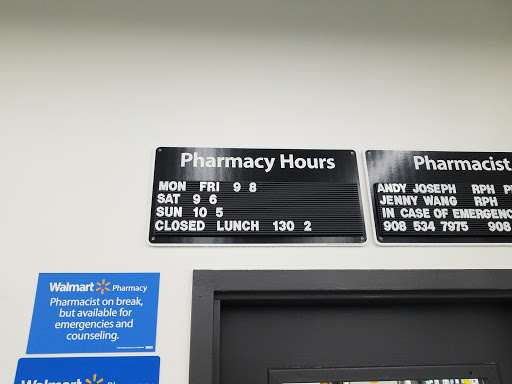 Pharmacy Hours
MON FRI 9 8
SAT 9 6
SUN 10 5
CLOSED LUNCH 130 2
Pharmacist
ANDY JOSEPH RPH
JENNY WANG RPH
IN CASE OF EMERGENC
908 534 7975 908
Walmart Pharmacy
Pharmacist on break,
but available for
emergencies and
counseling.
Walmart Pharmacy